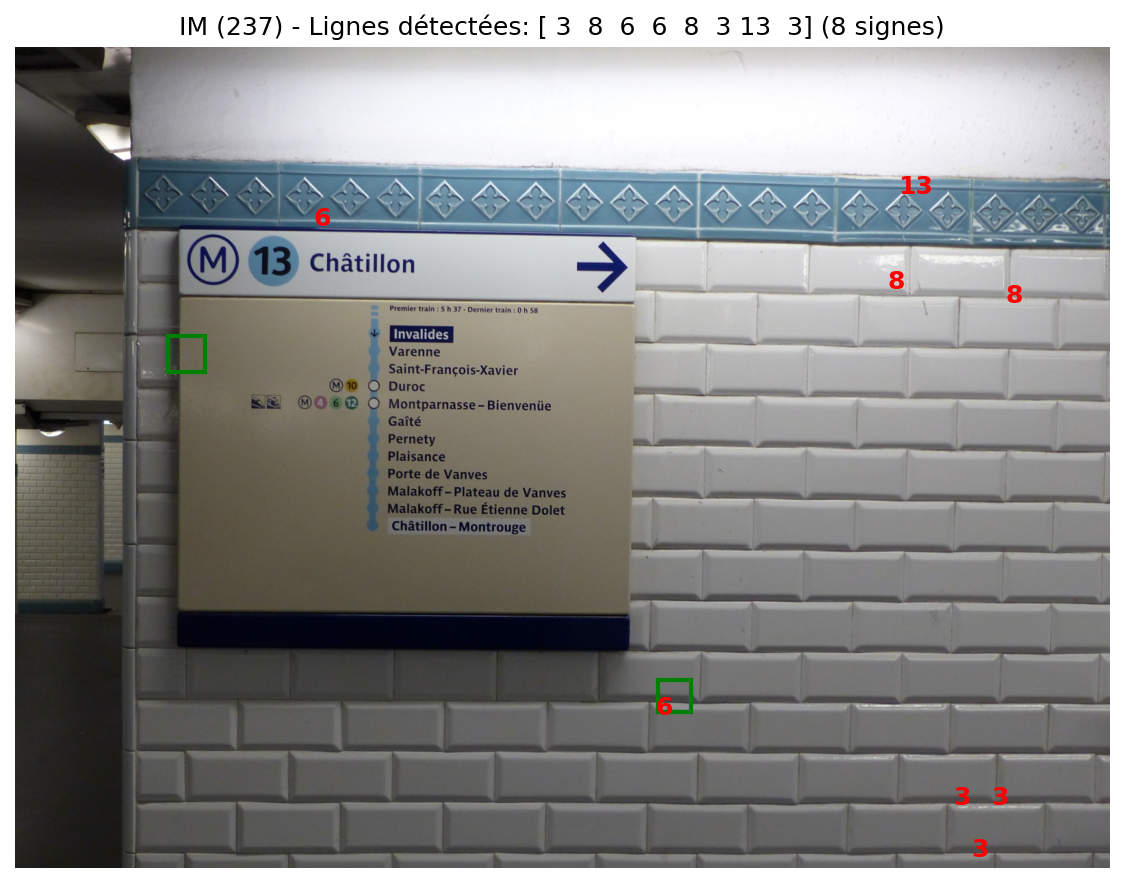 IM (237) - Lignes détectées: [ 3 8 6 6 8 3 13 3] (8 signes)
13
6
M 13 Châtillon
8
8
Premier train : 5 h 37 - Dernier train : 0 h 58
Invalides
Varenne
Saint-François-Xavier
M 10 Duroc
M 4 6 12 Montparnasse – Bienvenüe
Gaîté
Pernety
Plaisance
Porte de Vanves
Malakoff – Plateau de Vanves
Malakoff – Rue Étienne Dolet
Châtillon – Montrouge
6
3 3
3